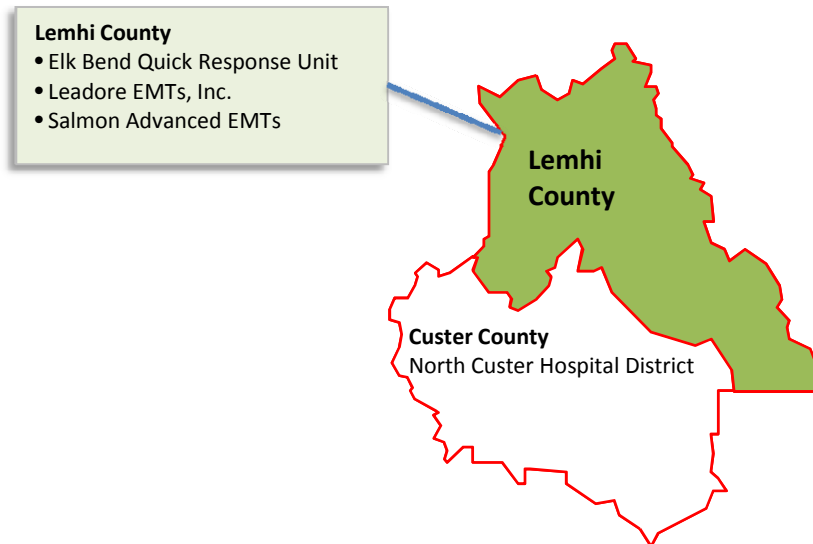 Lemhi County
• Elk Bend Quick Response Unit
• Leadore EMTs, Inc.
• Salmon Advanced EMTs
Lemhi
County
Custer County
North Custer Hospital District